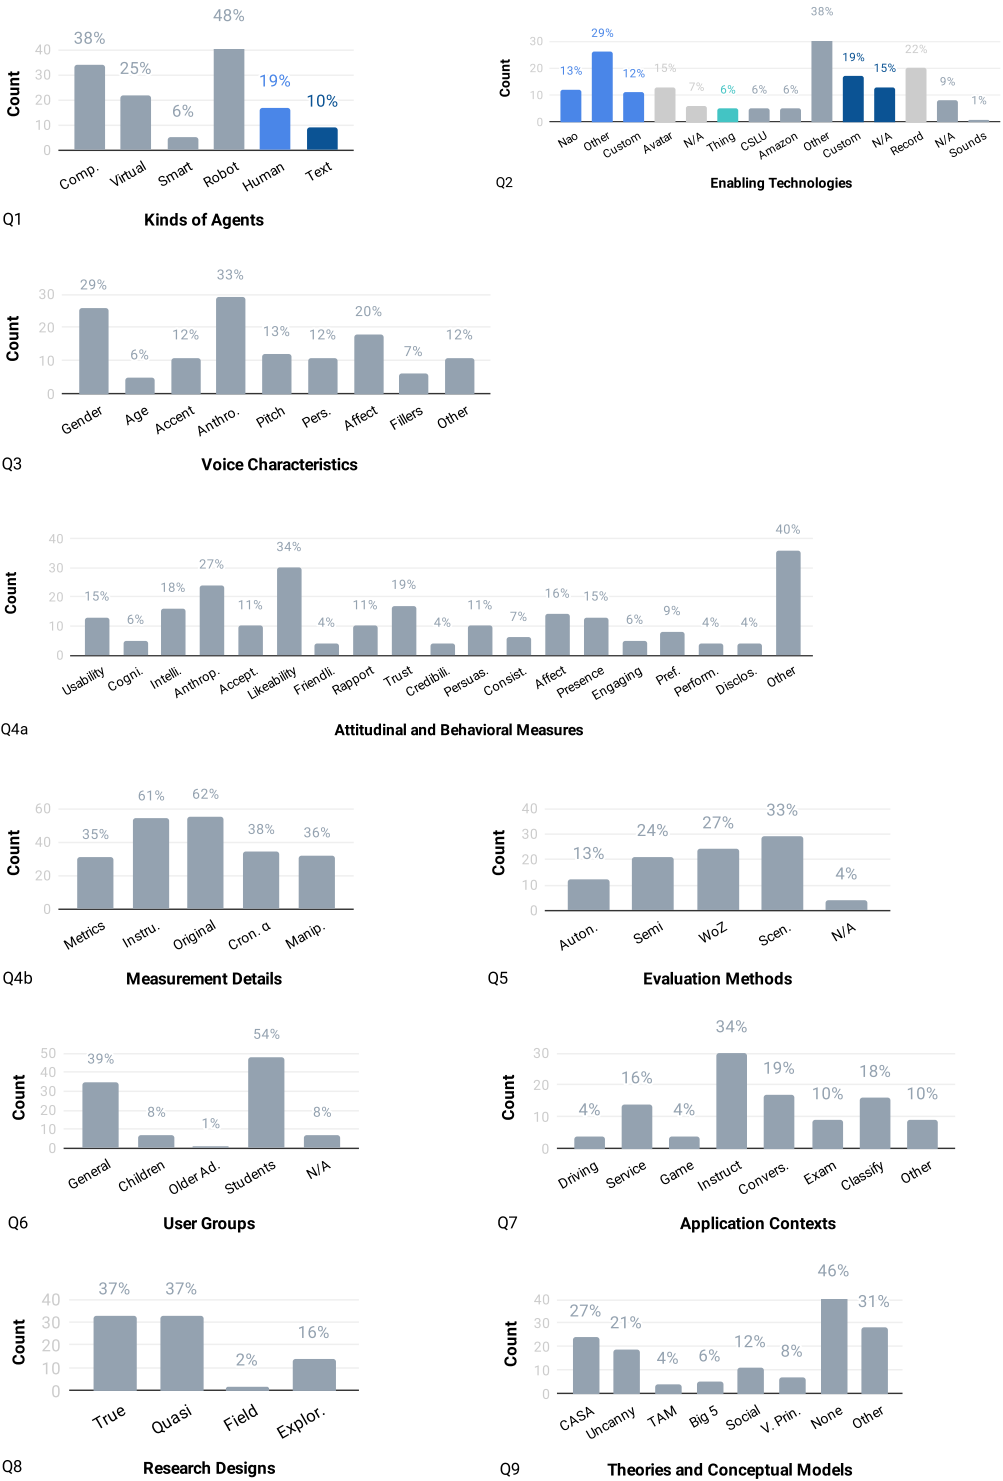 48%
38%
25%
19%
10%
6%
Count
40
30
20
10
0
Comp.
Virtual
Smart
Robot
Human
Text
Q1
Kinds of Agents
38%
29%
13%
12%
15%
7%
6%
6%
6%
19%
15%
22%
9%
1%
Count
30
20
10
0
Nao
Other
Custom
Avatar
N/A
Thing
CSLU
Amazon
Other
Custom
N/A
Record
N/A
Sounds
Q2
Enabling Technologies
29%
6%
12%
33%
13%
12%
20%
7%
12%
Count
30
20
10
0
Gender
Age
Accent
Anthro.
Pitch
Pers.
Affect
Fillers
Other
Q3
Voice Characteristics
15%
6%
18%
27%
11%
34%
4%
11%
19%
4%
11%
7%
16%
15%
6%
9%
4%
4%
40%
Count
40
30
20
10
0
Usability
Cogni.
Intelli.
Anthrop.
Accept.
Likeability
Friendli.
Rapport
Trust
Credibili.
Persuas.
Consist.
Affect
Presence
Engaging
Pref.
Perform.
Disclos.
Other
Q4a
Attitudinal and Behavioral Measures
35%
61%
62%
38%
36%
Count
60
40
20
0
Metrics
Instru.
Original
Cron. α
Manip.
Q4b
Measurement Details
13%
24%
27%
33%
4%
Count
40
30
20
10
0
Auton.
Semi
WoZ
Scen.
N/A
Q5
Evaluation Methods
39%
8%
1%
54%
8%
Count
50
40
30
20
10
0
General
Children
Older Ad.
Students
N/A
Q6
User Groups
4%
16%
4%
34%
19%
10%
18%
10%
Count
30
20
10
0
Driving
Service
Game
Instruct
Convers.
Exam
Classify
Other
Q7
Application Contexts
37%
37%
2%
16%
Count
40
30
20
10
0
True
Quasi
Field
Explor.
Q8
Research Designs
27%
21%
4%
6%
12%
8%
46%
31%
Count
40
30
20
10
0
CASA
Uncanny
TAM
Big 5
Social
V. Prin.
None
Other
Q9
Theories and Conceptual Models